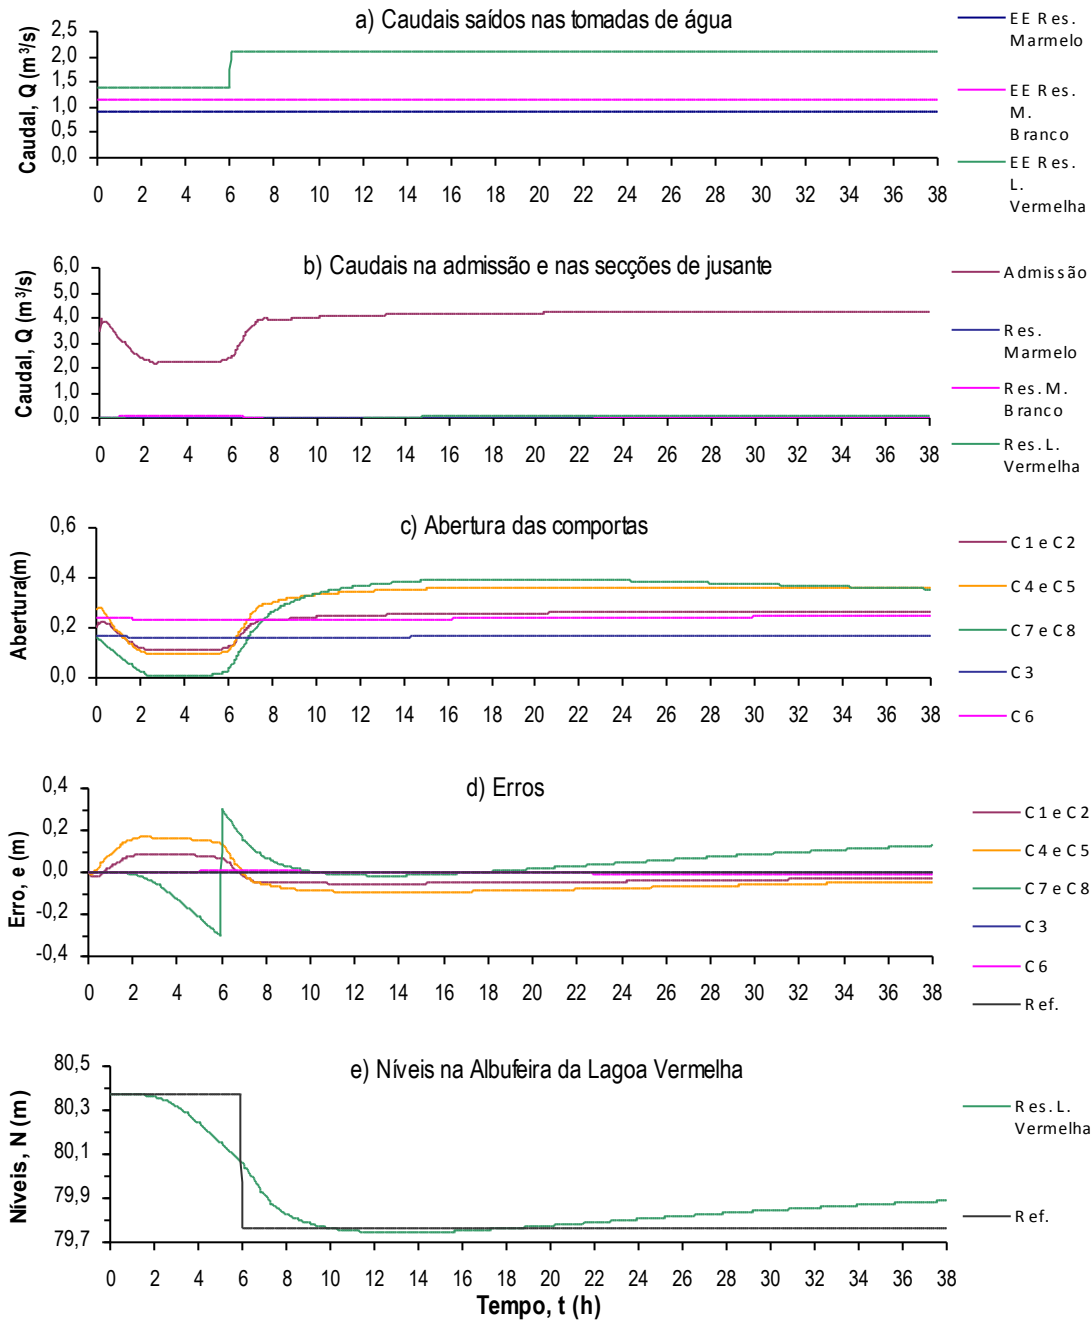 a) Caudais saídos nas tomadas de água
Caudal, Q (m³/s)
2,5
2,0
1,5
1,0
0,5
0,0
0 2 4 6 8 10 12 14 16 18 20 22 24 26 28 30 32 34 36 38
EE Res.
Marmelo
EE Res.
M.
Branco
EE Res.
L.
Vermelha
b) Caudais na admissão e nas secções de jusante
Caudal, Q (m³/s)
6,0
5,0
4,0
3,0
2,0
1,0
0,0
0 2 4 6 8 10 12 14 16 18 20 22 24 26 28 30 32 34 36 38
Admissão
Res.
Marmelo
Res. M.
Branco
Res. L.
Vermelha
c) Abertura das comportas
Abertura(m)
0,6
0,4
0,2
0,0
0 2 4 6 8 10 12 14 16 18 20 22 24 26 28 30 32 34 36 38
C1 e C2
C4 e C5
C7 e C8
C3
C6
d) Erros
Erro, e (m)
0,4
0,2
0,0
-0,2
-0,4
0 2 4 6 8 10 12 14 16 18 20 22 24 26 28 30 32 34 36 38
C1 e C2
C4 e C5
C7 e C8
C3
C6
Ref.
e) Níveis na Albufeira da Lagoa Vermelha
Níveis, N (m)
80,5
80,3
80,1
79,9
79,7
0 2 4 6 8 10 12 14 16 18 20 22 24 26 28 30 32 34 36 38
Tempo, t (h)
Res. L.
Vermelha
Ref.